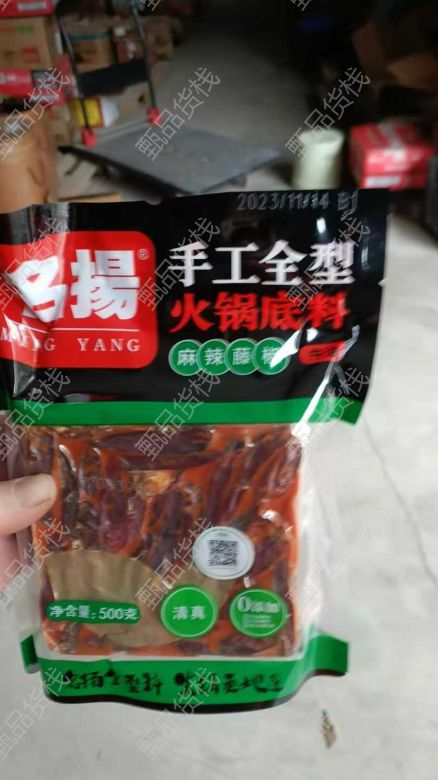 2023/11/14 B1
名揚®
MING YANG
手工全型
火锅底料
麻辣藤椒
净含量:500克
清真
0添加
甄品货栈